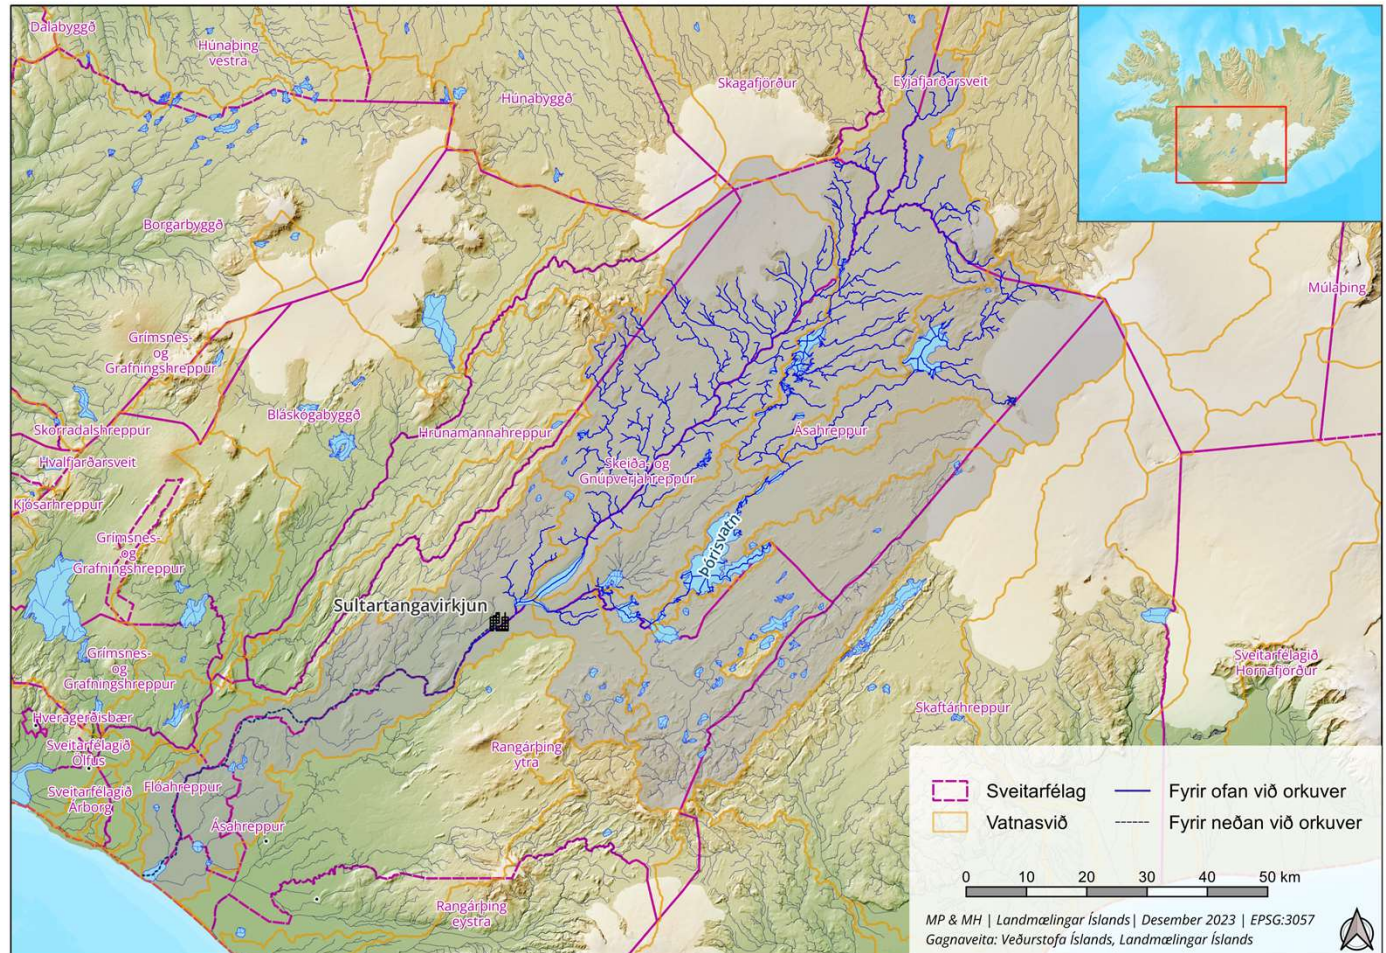 Dalabyggð
Húnaþing
vestra
Húnabyggð
Skagafjörður
Eyjafjarðarsveit
Borgarbyggð
Múlaþing
Grímsnes-
og
Grafningshreppur
Skorradalshreppur
Bláskógabyggð
Hrunamannahreppur
Ásahreppur
Hvalfjarðarsveit
Skeiða- og
Gnúpverjahreppur
Kjósarhreppur
Grímsnes-
og
Grafningshreppur
Þórisvatn
Sultartangavirkjun
Grímsnes-
og
Grafningshreppur
Sveitarfélagið
Hornafjörður
Skaftárhreppur
Hveragerðisbær
Sveitarfélagið
Ölfus
Rangárþing
ytra
Sveitarfélagið
Árborg
Flóahreppur
Ásahreppur
Rangárþing
eystra
Sveitarfélag
Vatnasvið
Fyrir ofan við orkuver
Fyrir neðan við orkuver
0 10 20 30 40 50 km
MP & MH | Landmælingar Íslands| Desember 2023 | EPSG:3057
Gagnaveita: Veðurstofa Íslands, Landmælingar Íslands